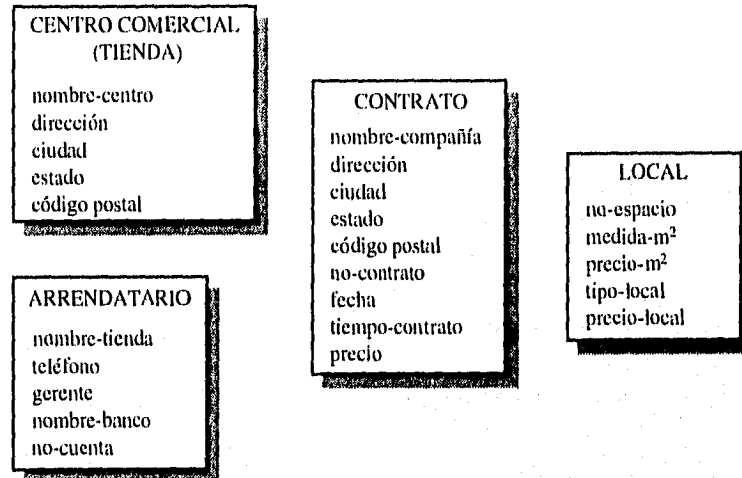 CENTRO COMERCIAL
(TIENDA)
nombre-centro
dirección
ciudad
estado
código postal
ARRENDATARIO
nombre-tienda
teléfono
gerente
nombre-banco
no-cuenta
CONTRATO
nombre-compañía
dirección
ciudad
estado
código postal
no-contrato
fecha
tiempo-contrato
precio
LOCAL
no-espacio
medida-m²
precio-m²
tipo-local
precio-local